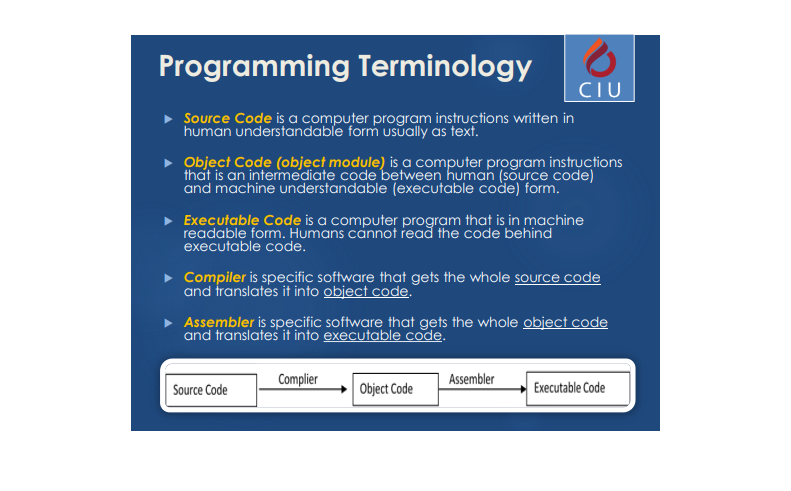 Programming Terminology
CIU
Source Code is a computer program instructions written in
human understandable form usually as text.
Object Code (object module) is a computer program instructions
that is an intermediate code between human (source code)
and machine understandable (executable code) form.
Executable Code is a computer program that is in machine
readable form. Humans cannot read the code behind
executable code.
Compiler is specific software that gets the whole source code
and translates it into object code.
Assembler is specific software that gets the whole object code
and translates it into executable code.
Source Code Complier Object Code Assembler Executable Code